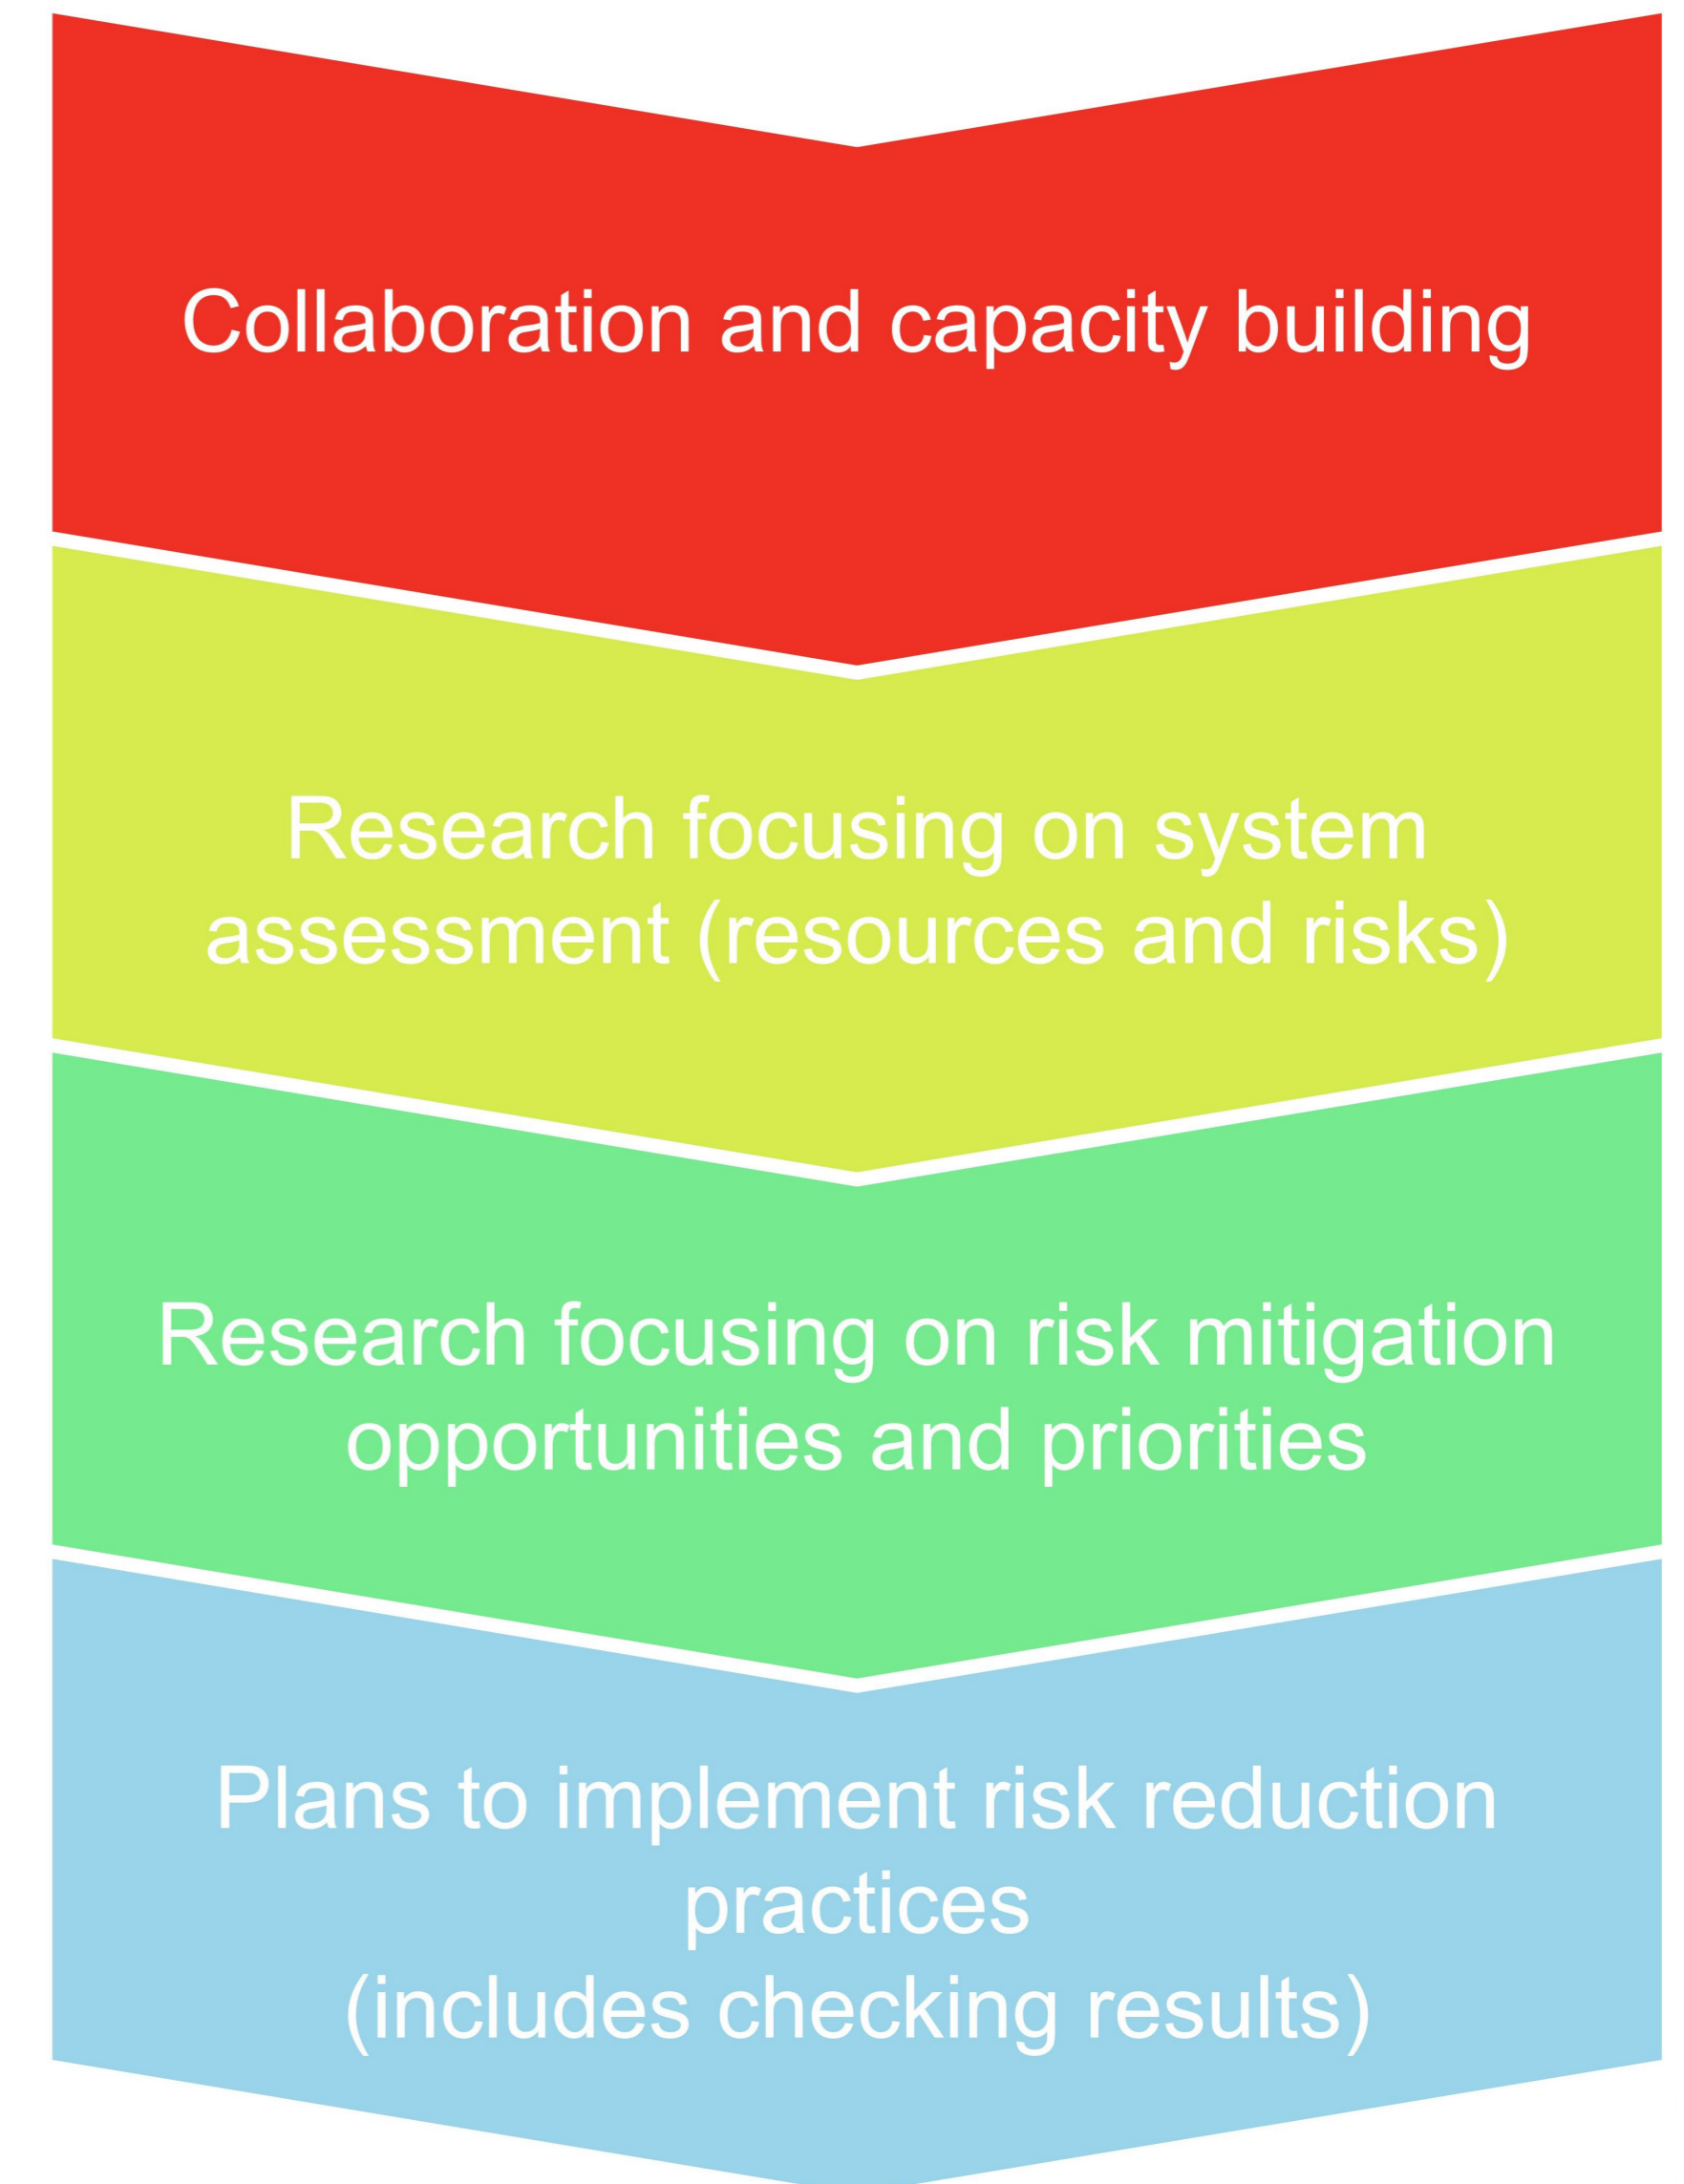 Collaboration and capacity building
Research focusing on system
assessment (resources and risks)
Research focusing on risk mitigation
opportunities and priorities
Plans to implement risk reduction
practices
(includes checking results)